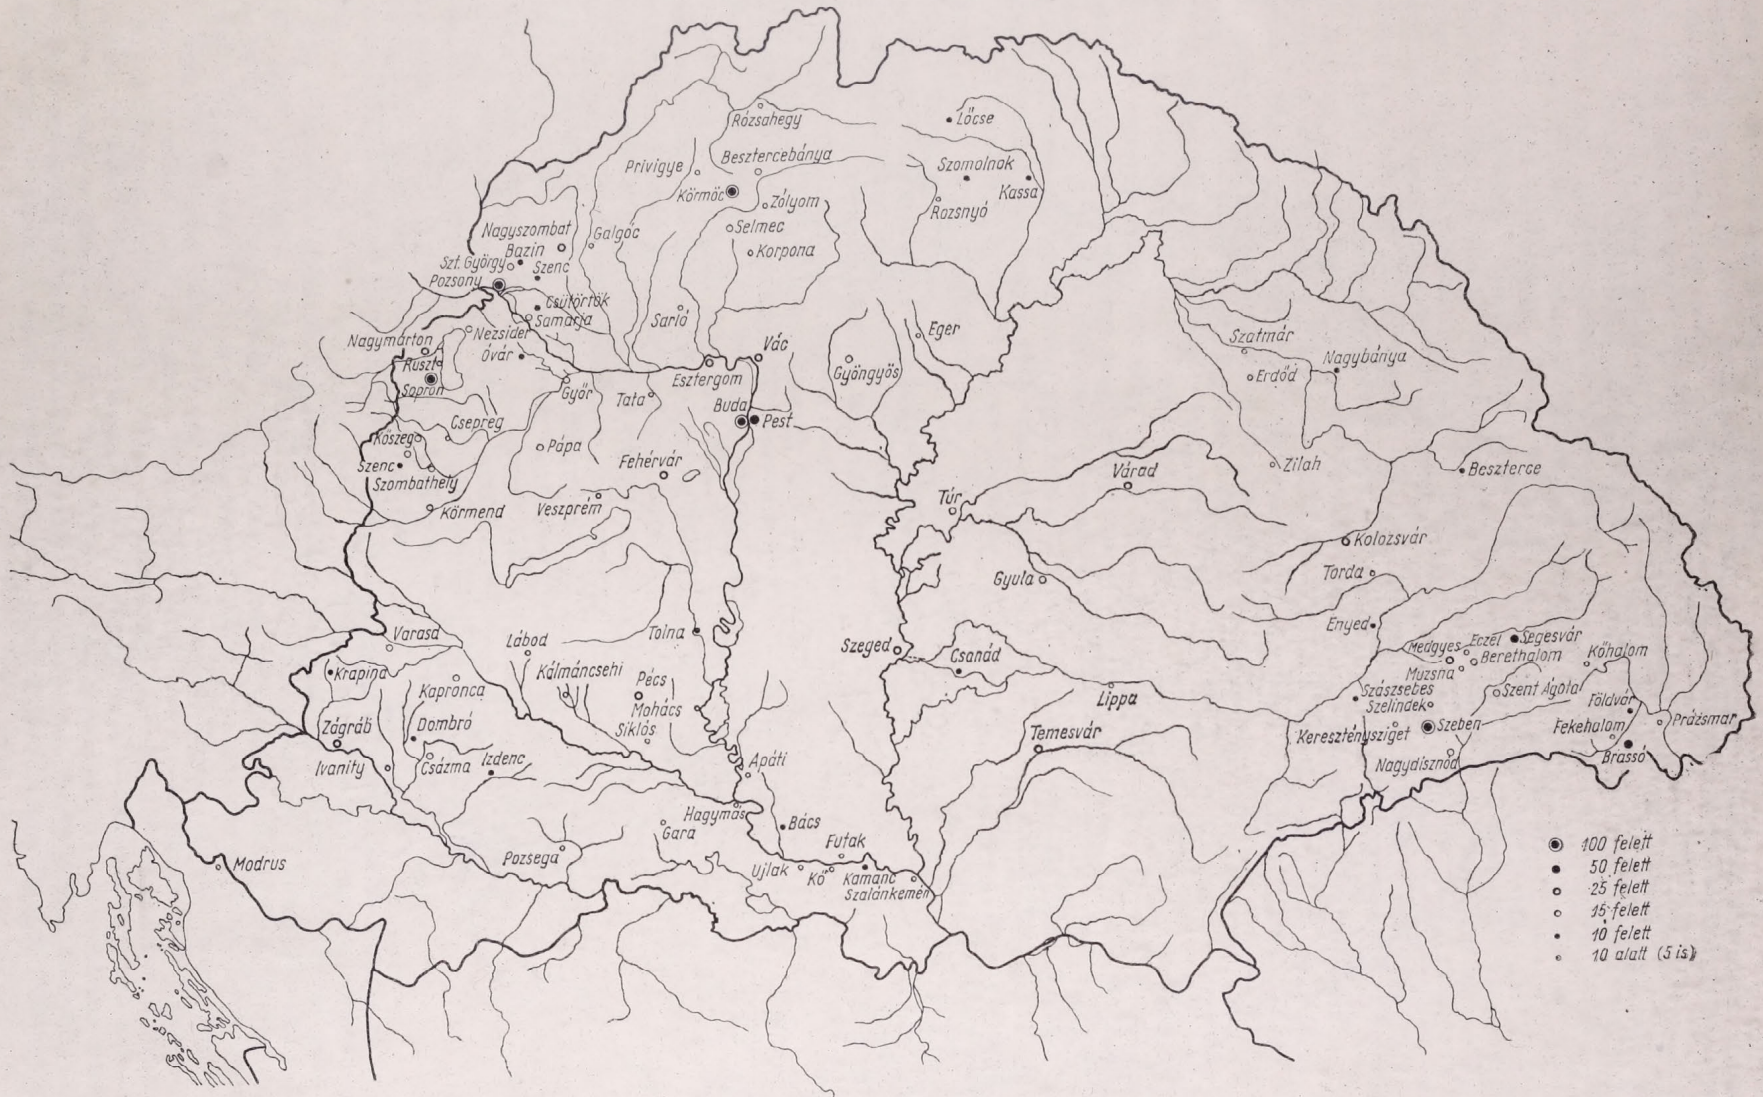 Rózsahegy
Lőcse
Privigye
Besztercebánya
Szomolnok
Körmöc
Zólyom
Kassa
Rozsnyó
Nagyszombat
Galgóc
Selmec
Bazin
Korpona
Szt. György
Szenc
Pozsony
Csütörtök
Samarja
Sarló
Nezsider
Eger
Szatmár
Nagymárton
Óvár
Vác
Nagybánya
Ruszt
Gyöngyös
Esztergom
Erdőd
Sopron
Győr
Tata
Buda
Pest
Csepreg
Kőszeg
Pápa
Fehérvár
Szenc
Várad
Zilah
Beszterce
Szombathely
Túr
Körmend
Veszprém
Kolozsvár
Gyula
Torda
Enyed
Varasd
Lábod
Tolna
Szeged
Medgyes
Eczel
Segesvár
Csanád
Berethalom
Kőhalom
Krapina
Kálmáncsehi
Pécs
Muzsna
Kapronca
Lippa
Szászsebes
Szent Ágota
Mohács
Szelindek
Földvár
Zágráb
Dombró
Siklós
Temesvár
Szeben
Fekehalom
Prázsmár
Kereszténysziget
Ivanity
Császma
Izdenc
Apáti
Nagydisznód
Brassó
Hagymás
Gara
Bács
Futak
Modrus
Pozsega
Ujlak
Kő
Kamanc
Szalánkemén
100 felett
50 felett
25 felett
15 felett
10 felett
10 alatt (5 is)